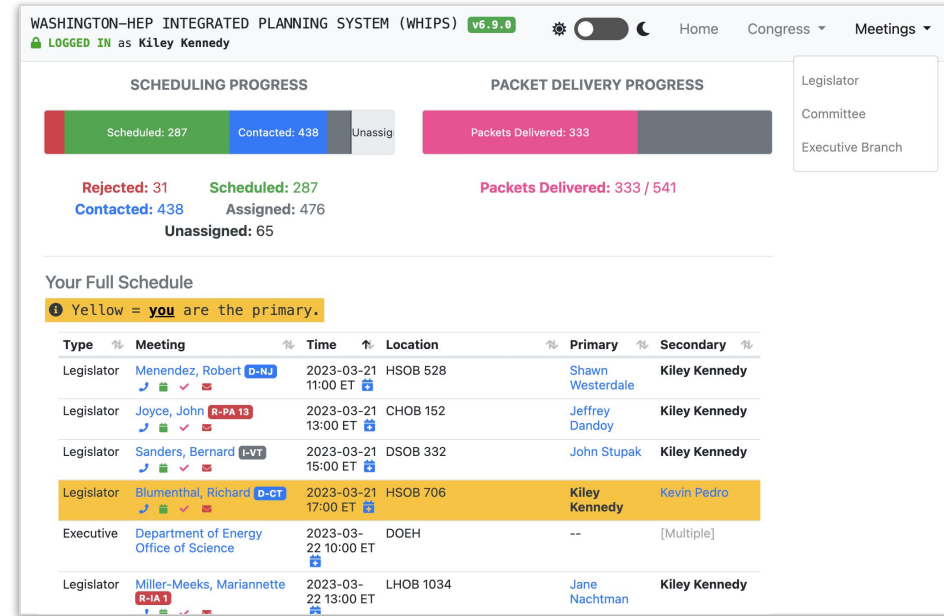 WASHINGTON-HEP INTEGRATED PLANNING SYSTEM (WHIPS) v6.9.0
LOGGED IN as Kiley Kennedy
Home Congress Meetings
Legislator
Committee
Executive Branch
SCHEDULING PROGRESS
Scheduled: 287 Contacted: 438 Unassig
Rejected: 31 Scheduled: 287
Contacted: 438 Assigned: 476
Unassigned: 65
PACKET DELIVERY PROGRESS
Packets Delivered: 333
Packets Delivered: 333 / 541
Your Full Schedule
Yellow = you are the primary.
Type Meeting Time Location Primary Secondary
Legislator Menendez, Robert D-NJ 2023-03-21 HSOB 528 Shawn Kiley Kennedy
11:00 ET Westerdale
Legislator Joyce, John R-PA 13 2023-03-21 CHOB 152 Jeffrey Kiley Kennedy
13:00 ET Dandoy
Legislator Sanders, Bernard I-VT 2023-03-21 DSOB 332 John Stupak Kiley Kennedy
15:00 ET
Legislator Blumenthal, Richard D-CT 2023-03-21 HSOB 706 Kiley Kevin Pedro
17:00 ET Kennedy
Executive Department of Energy 2023-03- DOEH -- [Multiple]
Office of Science 22 10:00 ET
Legislator Miller-Meeks, Mariannette 2023-03- LHOB 1034 Jane Kiley Kennedy
R-IA 1 22 13:00 ET Nachtman